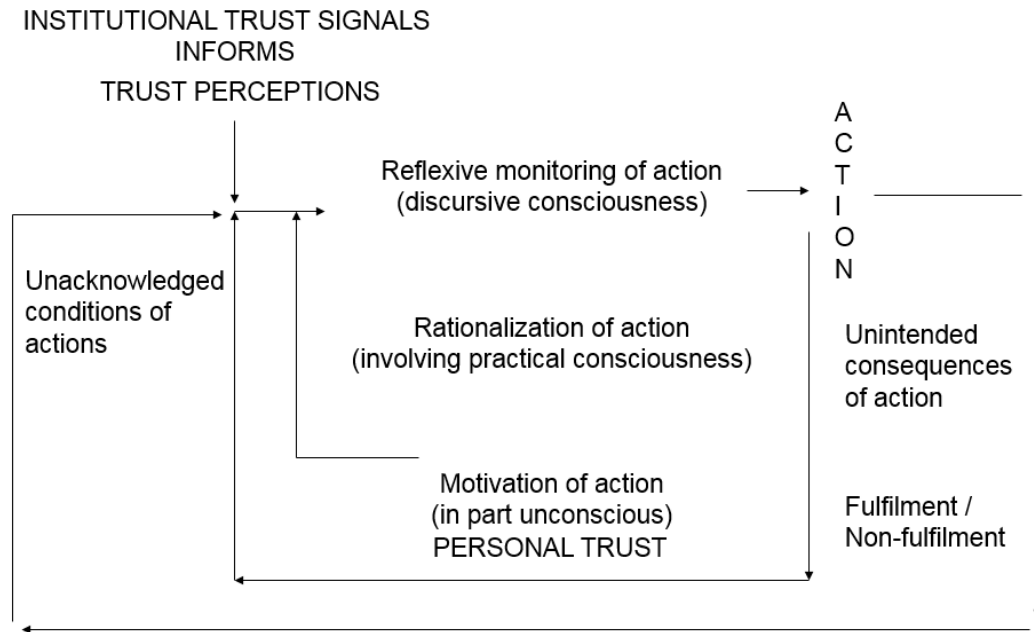 INSTITUTIONAL TRUST SIGNALS
INFORMS
TRUST PERCEPTIONS
Reflexive monitoring of action
(discursive consciousness)
A
C
T
I
O
N
Unacknowledged
conditions of
actions
Rationalization of action
(involving practical consciousness)
Unintended
consequences
of action
Motivation of action
(in part unconscious)
PERSONAL TRUST
Fulfilment /
Non-fulfilment